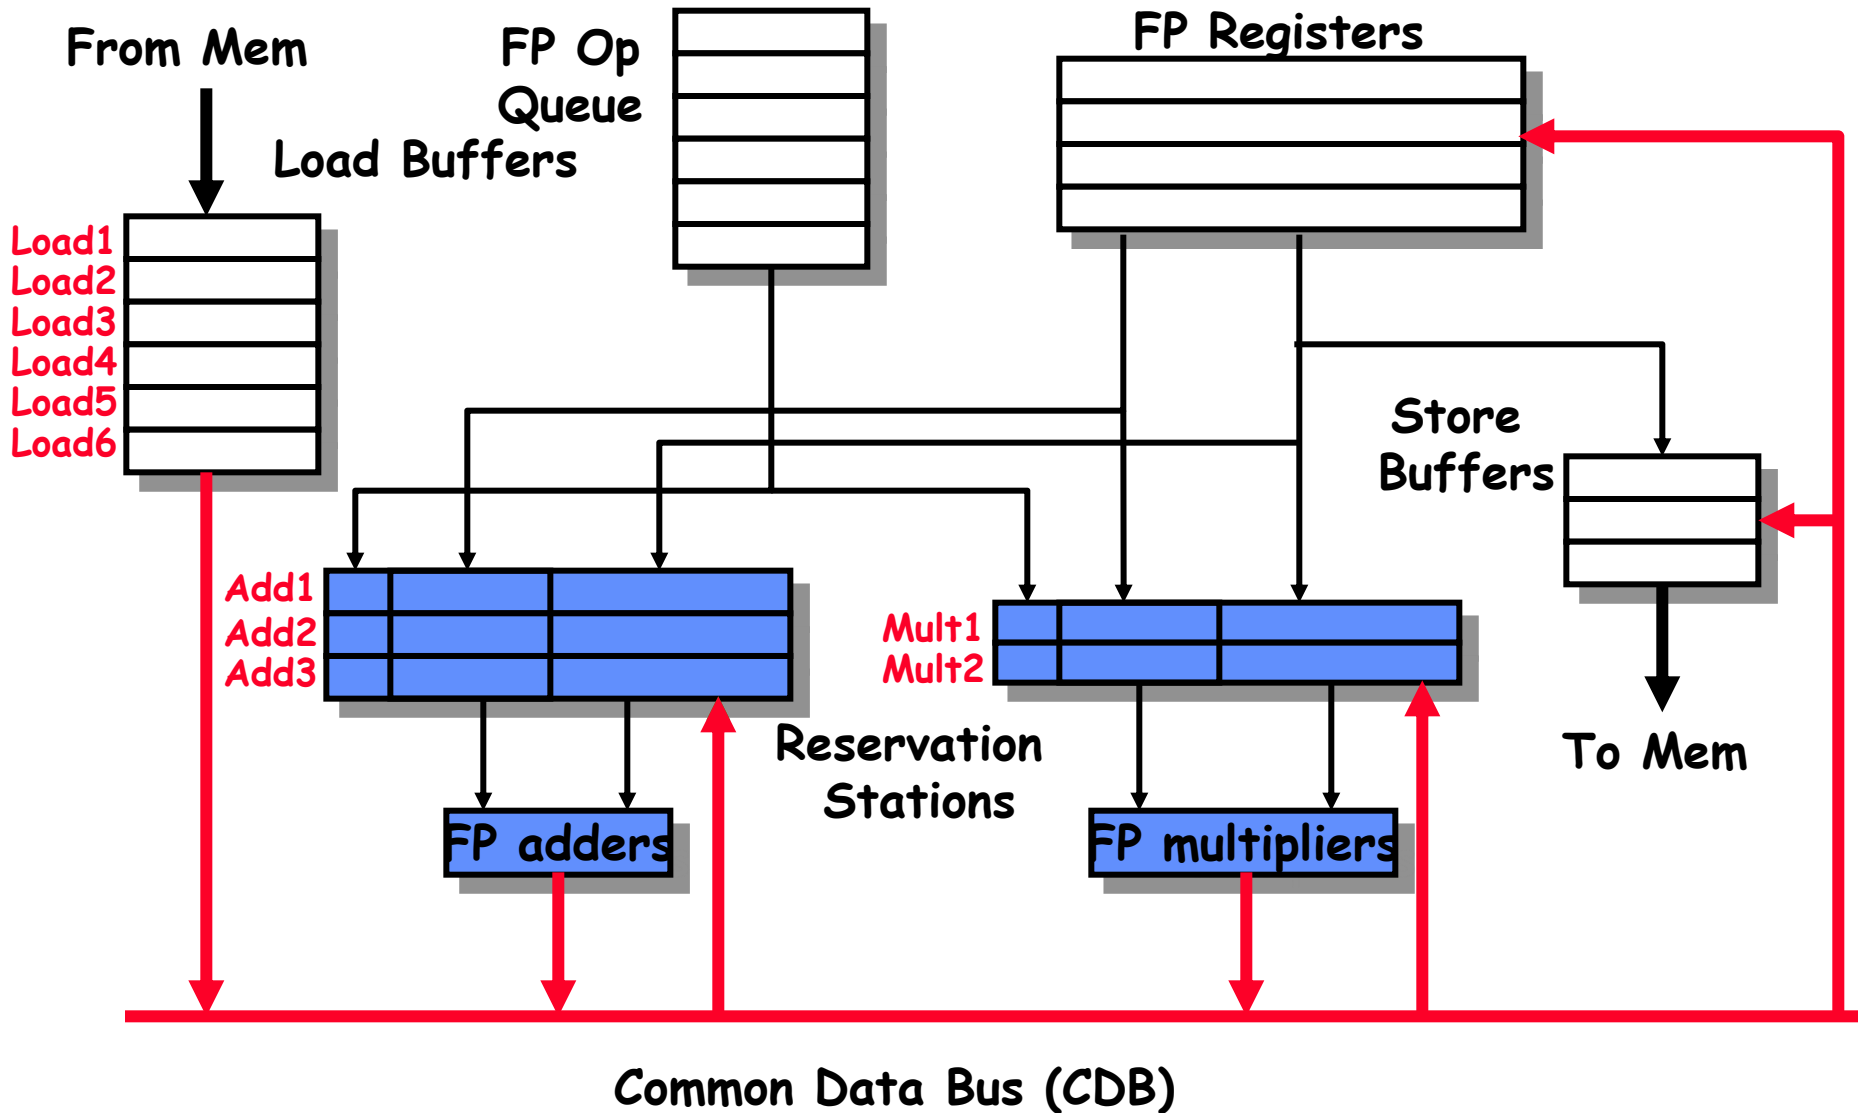 From Mem
FP Op
Queue
FP Registers
Load Buffers
Load1
Load2
Load3
Load4
Load5
Load6
Store
Buffers
Add1
Add2
Add3
Mult1
Mult2
Reservation
Stations
To Mem
FP adders
FP multipliers
Common Data Bus (CDB)